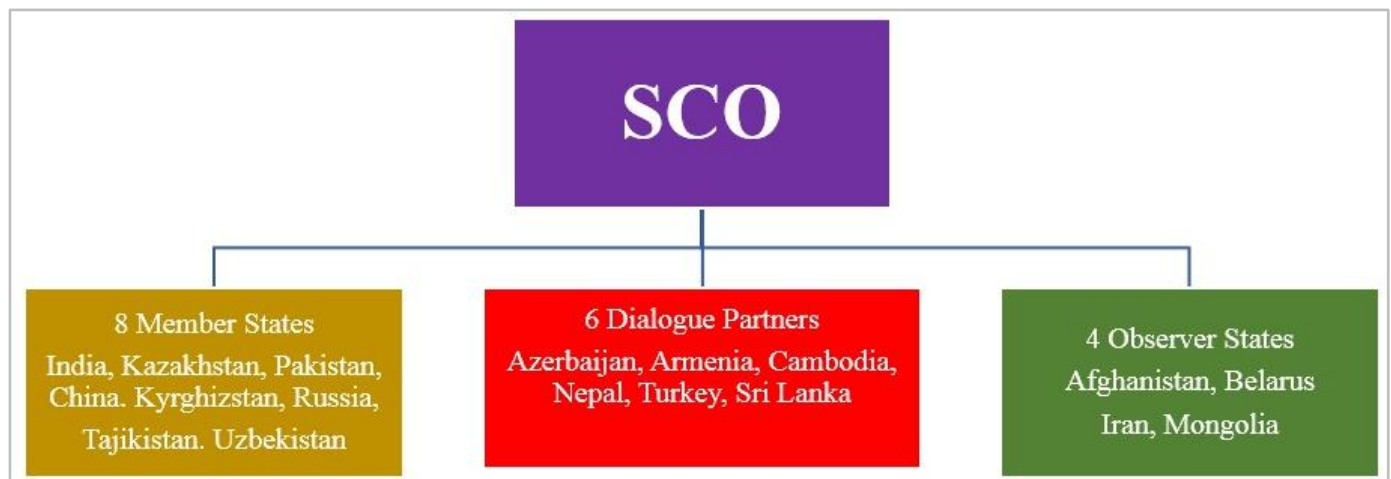 SCO
8 Member States
India, Kazakhstan, Pakistan,
China. Kyrghizstan, Russia,
Tajikistan. Uzbekistan
6 Dialogue Partners
Azerbaijan, Armenia, Cambodia,
Nepal, Turkey, Sri Lanka
4 Observer States
Afghanistan, Belarus
Iran, Mongolia